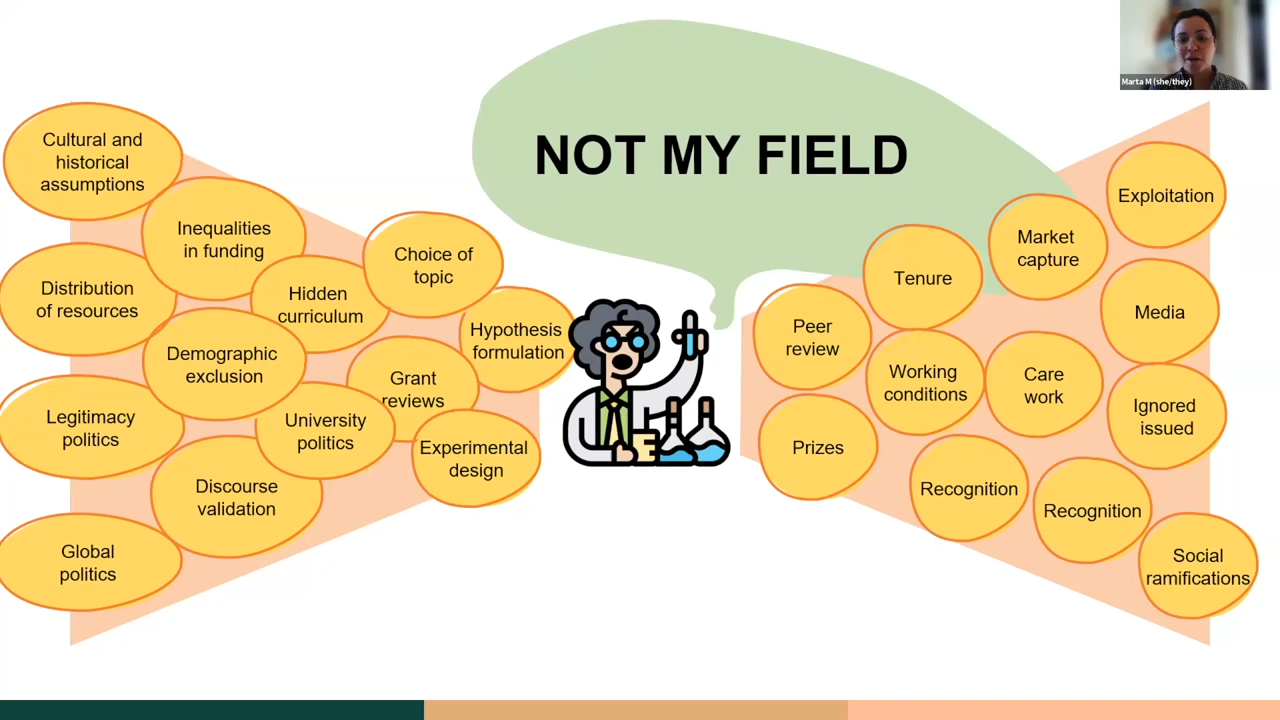 Marta M (she/they)
NOT MY FIELD
Cultural and
historical
assumptions
Inequalities
in funding
Choice of
topic
Distribution
of resources
Hidden
curriculum
Hypothesis
formulation
Demographic
exclusion
Grant
reviews
Legitimacy
politics
University
politics
Experimental
design
Discourse
validation
Global
politics
Exploitation
Market
capture
Tenure
Media
Peer
review
Working
conditions
Care
work
Ignored
issued
Prizes
Recognition
Recognition
Social
ramifications